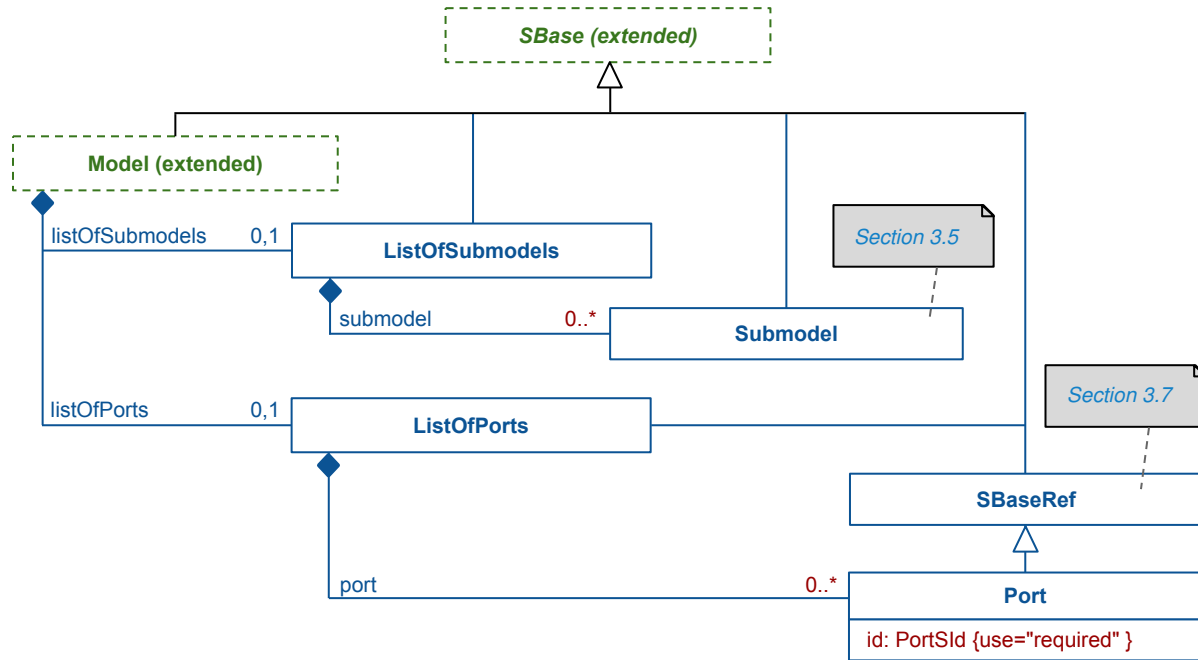 SBase (extended)
Model (extended)
listOfSubmodels 0,1
ListOfSubmodels
Section 3.5
submodel 0..*
Submodel
listOfPorts 0,1
ListOfPorts
Section 3.7
SBaseRef
port 0..*
Port
id: PortSId {use="required" }